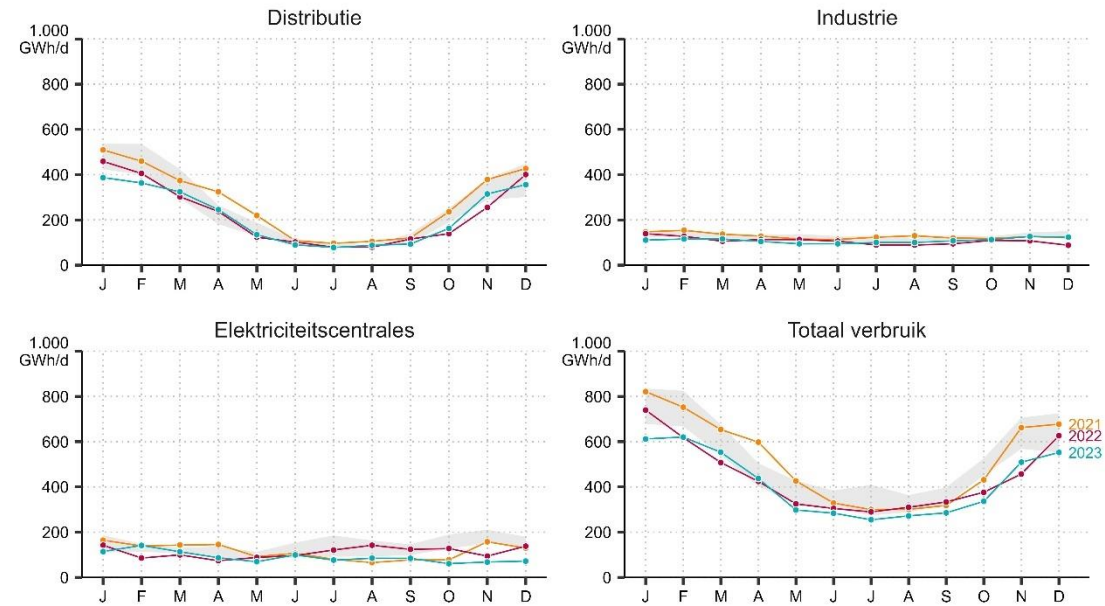 Distributie
1.000
GWh/d
800
600
400
200
0
J F M A M J J A S O N D
Industrie
1.000
GWh/d
800
600
400
200
0
J F M A M J J A S O N D
Elektriciteitscentrales
1.000
GWh/d
800
600
400
200
0
J F M A M J J A S O N D
Totaal verbruik
1.000
GWh/d
800
600
400
200
0
2021
2022
2023
J F M A M J J A S O N D